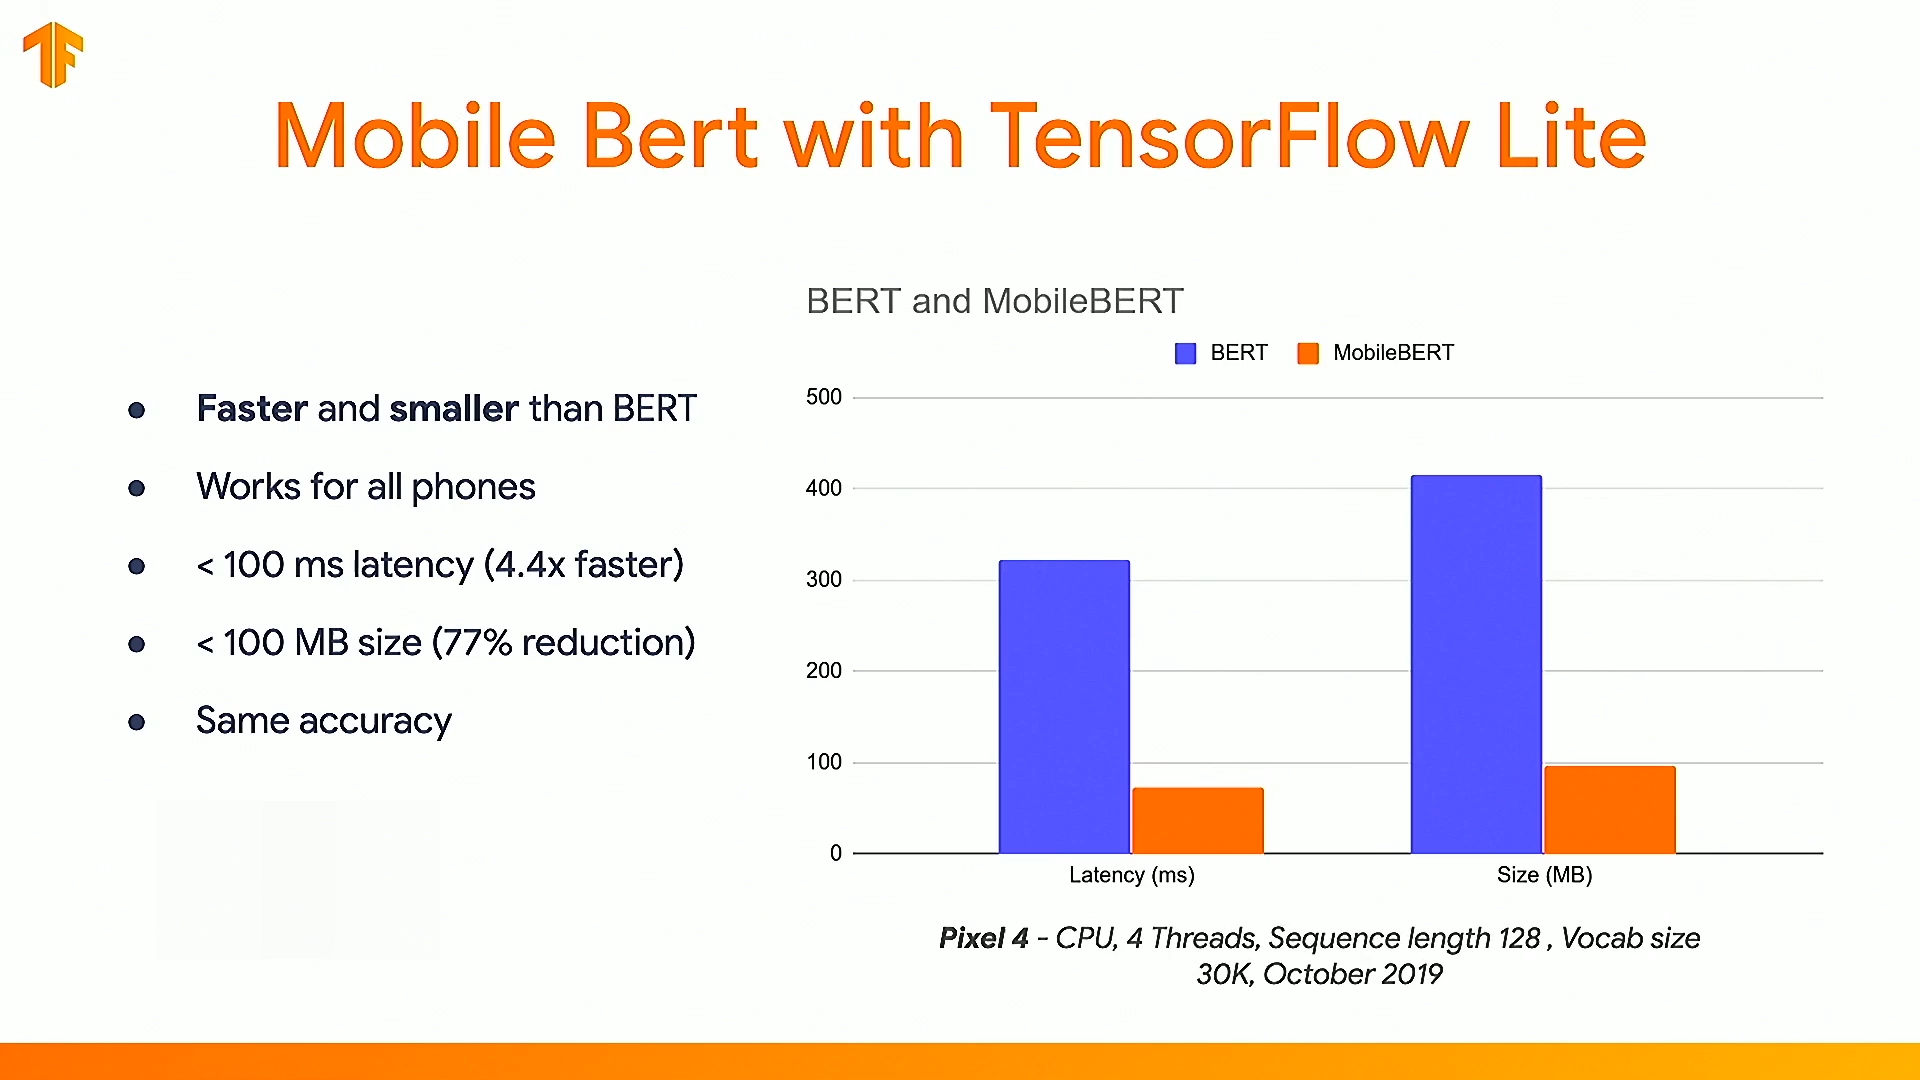 Mobile Bert with TensorFlow Lite
● Faster and smaller than BERT
● Works for all phones
● < 100 ms latency (4.4x faster)
● < 100 MB size (77% reduction)
● Same accuracy
BERT and MobileBERT
BERT MobileBERT
500
400
300
200
100
0
Latency (ms) Size (MB)
Pixel 4 - CPU, 4 Threads, Sequence length 128 , Vocab size
30K, October 2019